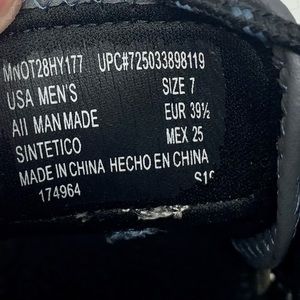 MNOT28HY177 UPC#725033898119
USA MEN'S SIZE 7
All MAN MADE EUR 39½
SINTETICO MEX 25
MADE IN CHINA HECHO EN CHINA
174964